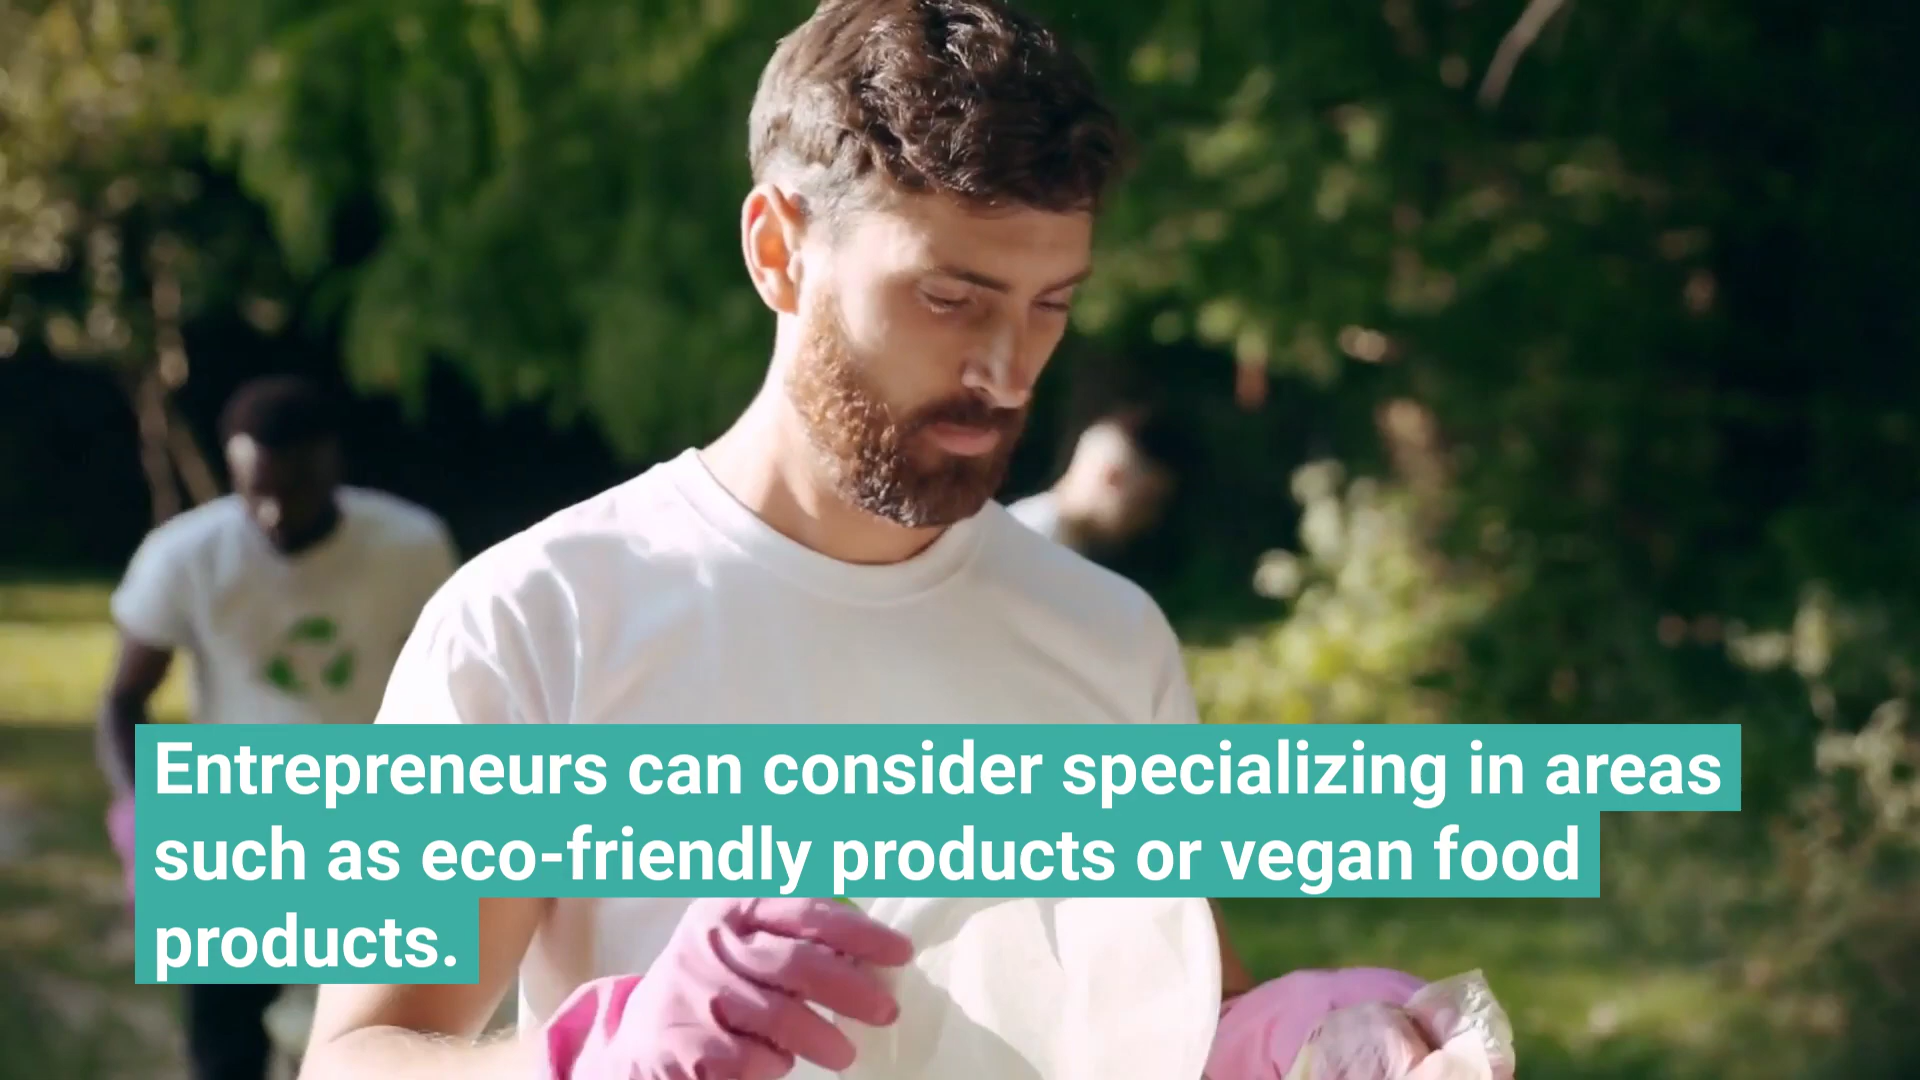 Entrepreneurs can consider specializing in areas
such as eco-friendly products or vegan food
products.